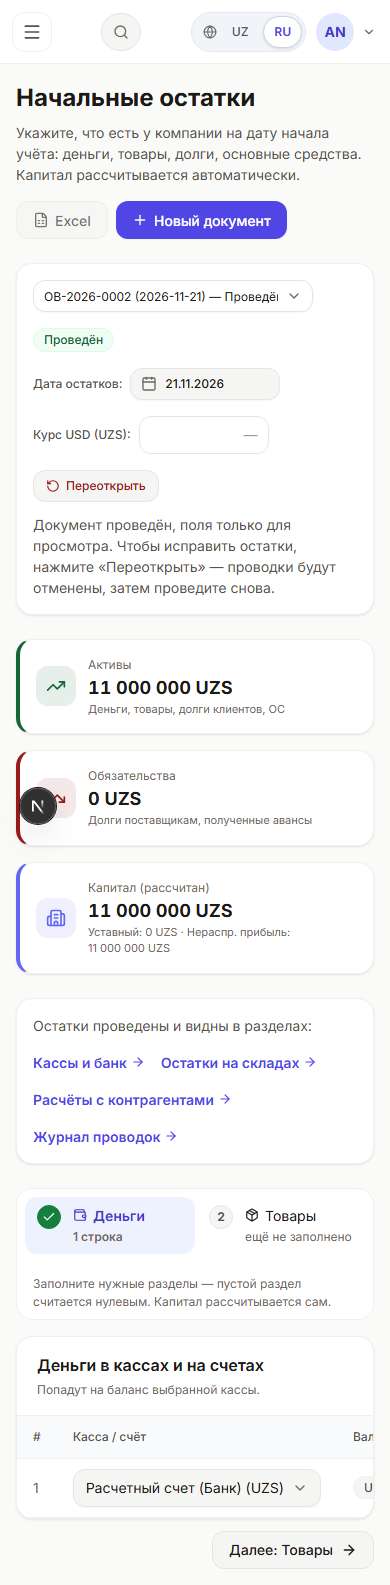 UZ RU AN
Начальные остатки
Укажите, что есть у компании на дату начала
учёта: деньги, товары, долги, основные средства.
Капитал рассчитывается автоматически.
Excel + Новый документ
OB-2026-0002 (2026-11-21) — Проведён
Проведён
Дата остатков: 21.11.2026
Курс USD (UZS): —
Переоткрыть
Документ проведён, поля только для
просмотра. Чтобы исправить остатки,
нажмите «Переоткрыть» — проводки будут
отменены, затем проведите снова.
Активы
11 000 000 UZS
Деньги, товары, долги клиентов, ОС
Обязательства
0 UZS
Долги поставщикам, полученные авансы
N
Капитал (рассчитан)
11 000 000 UZS
Уставный: 0 UZS · Нераспр. прибыль:
11 000 000 UZS
Остатки проведены и видны в разделах:
Кассы и банк → Остатки на складах →
Расчёты с контрагентами →
Журнал проводок →
Деньги
1 строка
2 Товары
ещё не заполнено
Заполните нужные разделы — пустой раздел
считается нулевым. Капитал рассчитывается сам.
Деньги в кассах и на счетах
Попадут на баланс выбранной кассы.
# Касса / счёт Вал
1 Расчетный счет (Банк) (UZS) U
Далее: Товары →